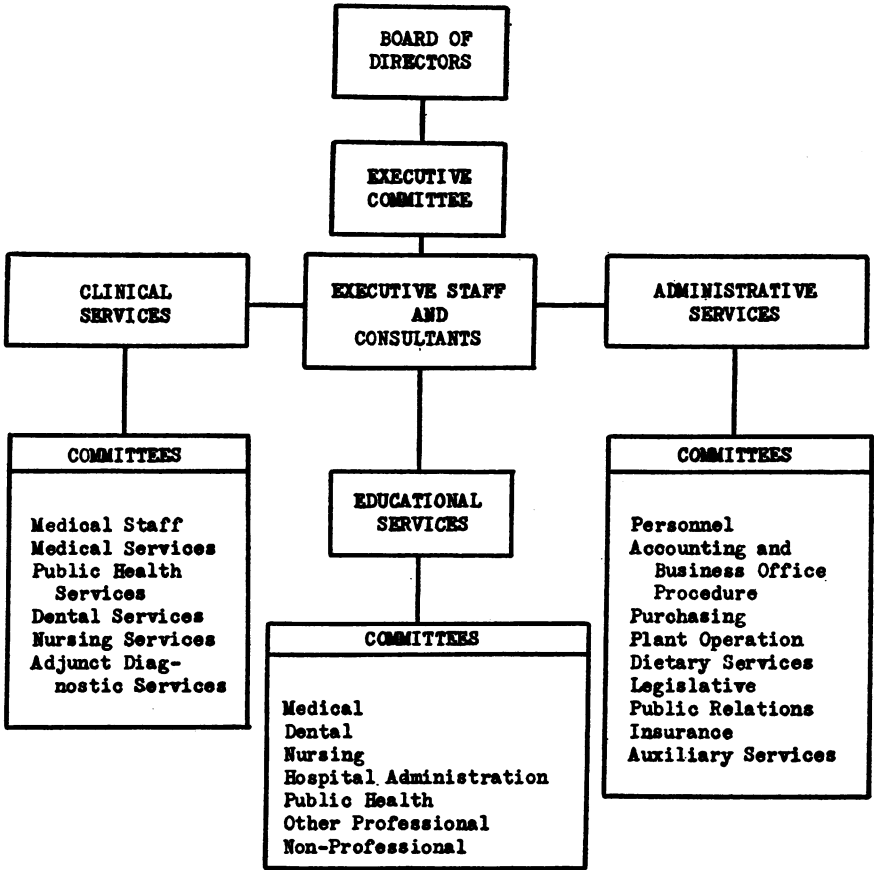 BOARD OF
DIRECTORS
EXECUTIVE
COMMITTEE
CLINICAL
SERVICES
EXECUTIVE STAFF
AND
CONSULTANTS
ADMINISTRATIVE
SERVICES
COMMITTEES
Medical Staff
Medical Services
Public Health
Services
Dental Services
Nursing Services
Adjunct Diag-
nostic Services
EDUCATIONAL
SERVICES
COMMITTEES
Medical
Dental
Nursing
Hospital Administration
Public Health
Other Professional
Non-Professional
COMMITTEES
Personnel
Accounting and
Business Office
Procedure
Purchasing
Plant Operation
Dietary Services
Legislative
Public Relations
Insurance
Auxiliary Services